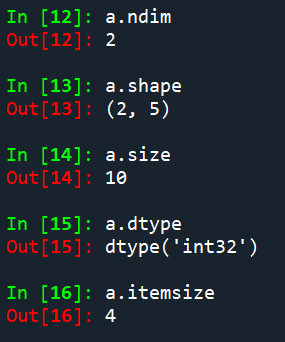 In [12]: a.ndim
Out[12]: 2
In [13]: a.shape
Out[13]: (2, 5)
In [14]: a.size
Out[14]: 10
In [15]: a.dtype
Out[15]: dtype('int32')
In [16]: a.itemsize
Out[16]: 4